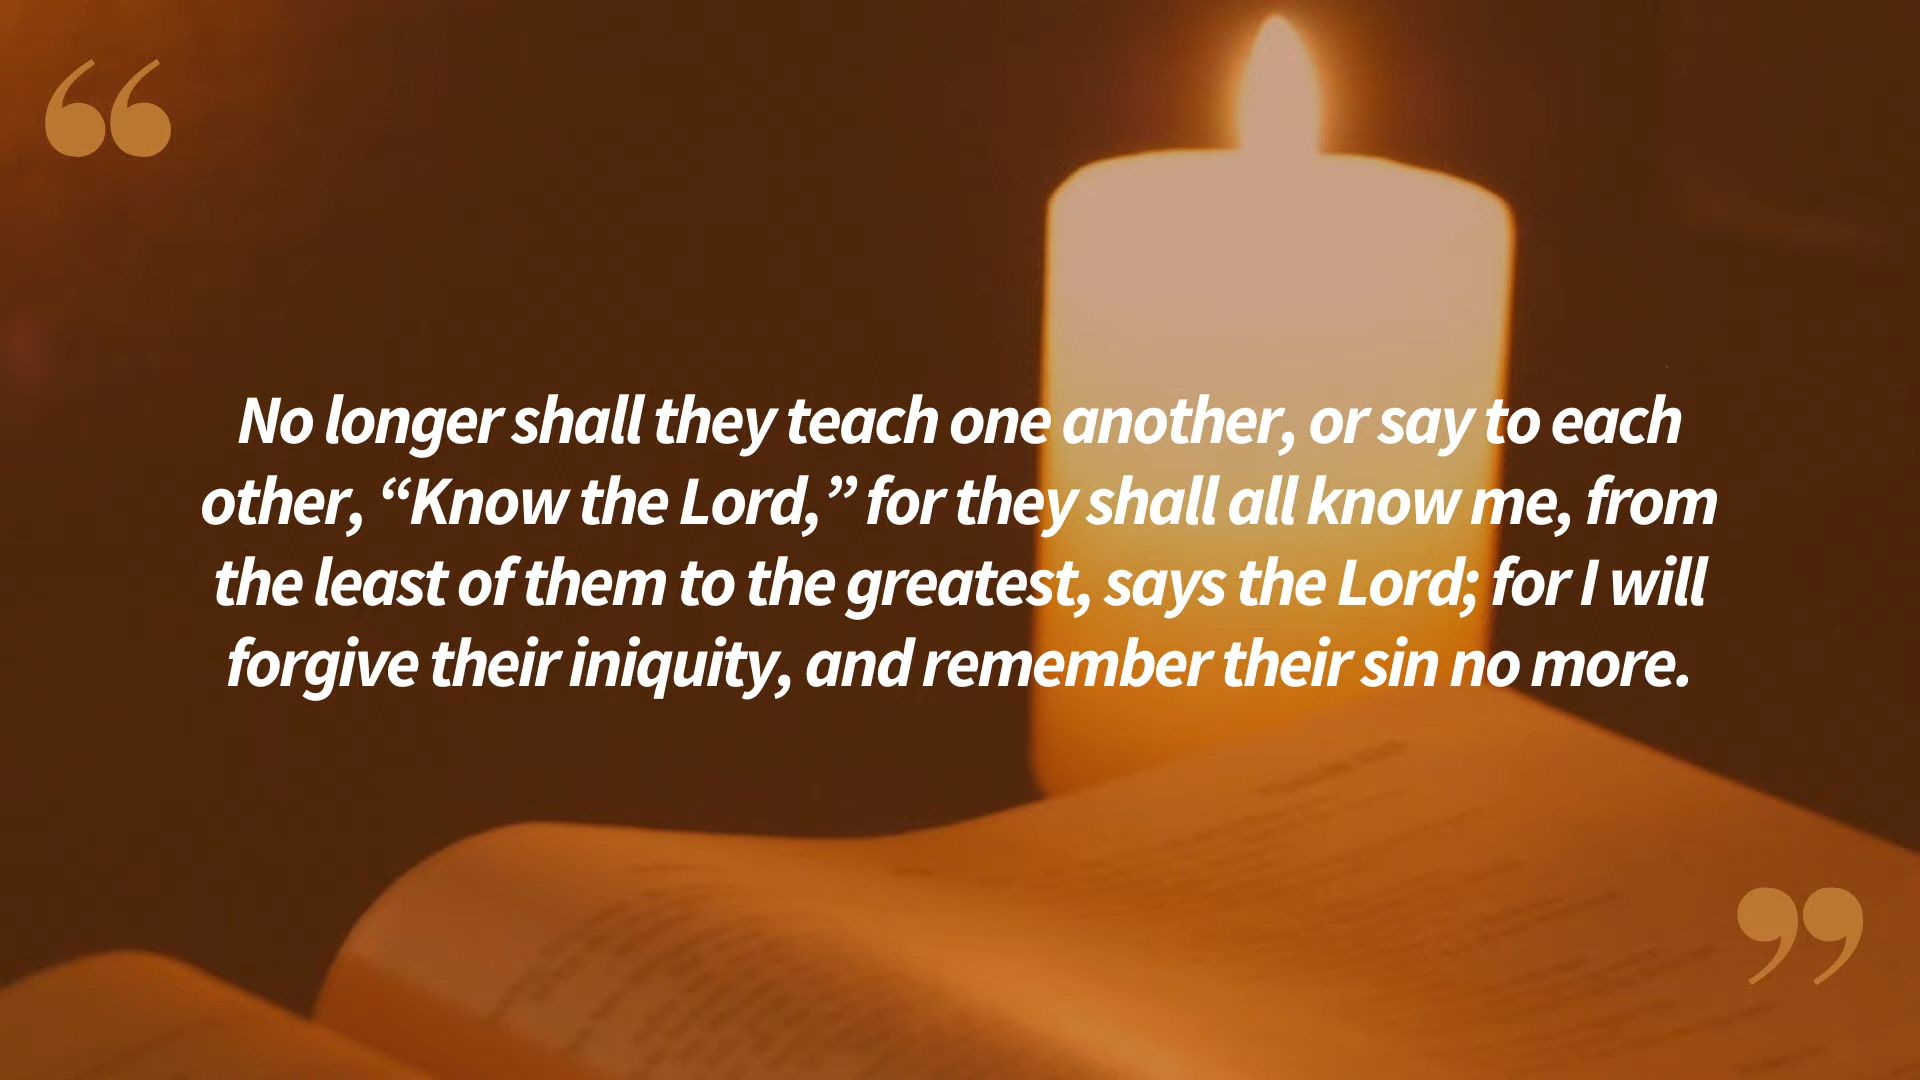 “
No longer shall they teach one another, or say to each
other, “Know the Lord,” for they shall all know me, from
the least of them to the greatest, says the Lord; for I will
forgive their iniquity, and remember their sin no more.
”